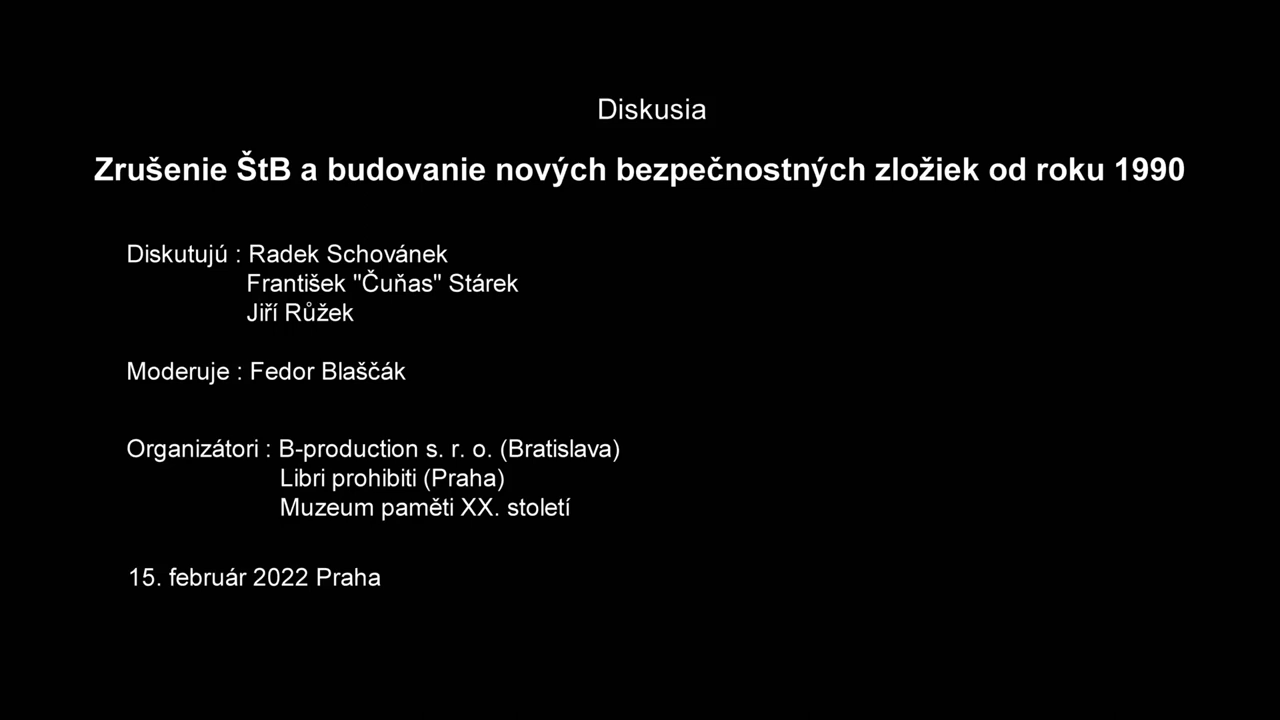 Diskusia
Zrušenie ŠtB a budovanie nových bezpečnostných zložiek od roku 1990
Diskutujú : Radek Schovánek
František "Čuňas" Stárek
Jiří Růžek
Moderuje : Fedor Blaščák
Organizátori : B-production s. r. o. (Bratislava)
Libri prohibiti (Praha)
Muzeum paměti XX. století
15. február 2022 Praha